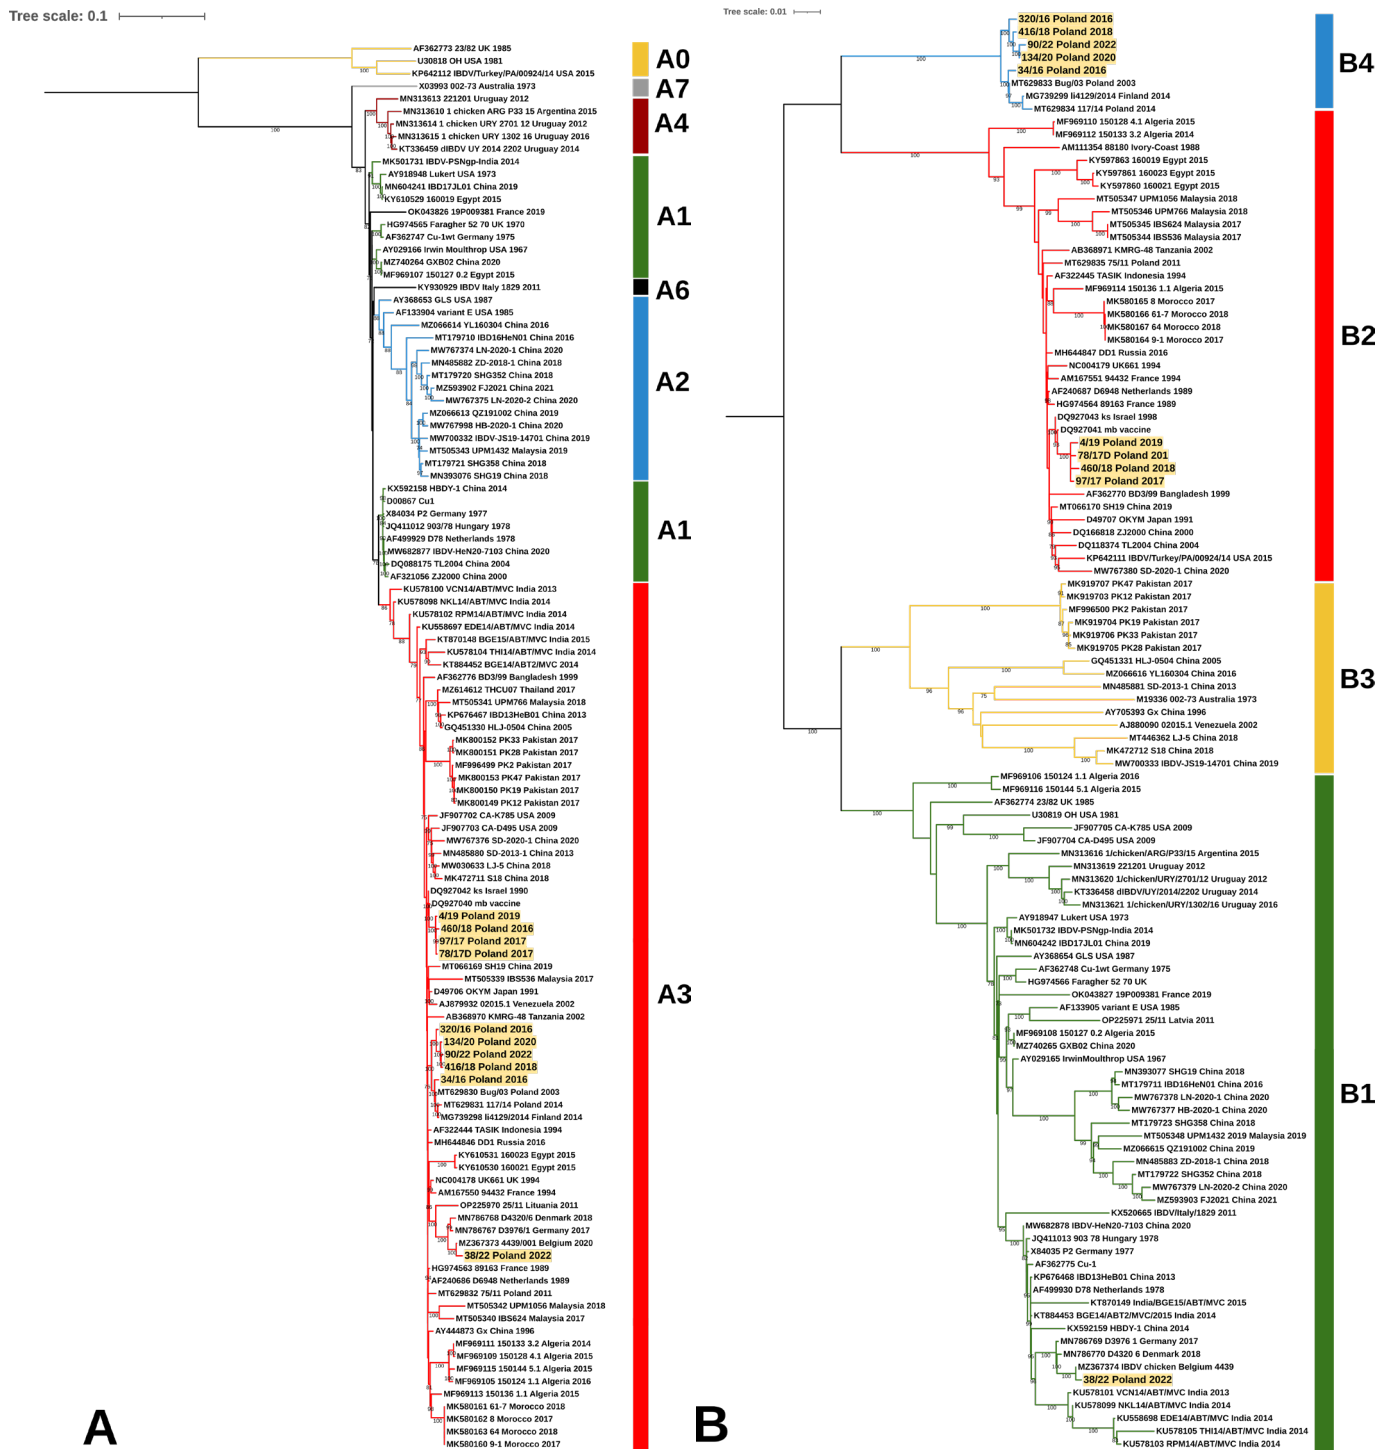 Tree scale: 0.1
AF362773 23/82 UK 1985
U30818 OH USA 1981
KP642112 IBDV/Turkey/PA/00924/14 USA 2015
A0
X03993 002-73 Australia 1973
A7
MN313613 221201 Uruguay 2012
MN313610 1 chicken ARG P33 15 Argentina 2015
MN313614 1 chicken URY 2701 12 Uruguay 2012
MN313615 1 chicken URY 1302 16 Uruguay 2016
KT336459 dIBDV UY 2014 2202 Uruguay 2014
A4
MK501731 IBDV-PSNgp-India 2014
AY918948 Lukert USA 1973
MN604241 IBD17JL01 China 2019
KY610529 160019 Egypt 2015
OK043826 19P009381 France 2019
HG974565 Faragher 52 70 UK 1970
AF362747 Cu-1wt Germany 1975
AY029166 Irwin Moulthrop USA 1967
MZ740264 GXB02 China 2020
MF969107 150127 0.2 Egypt 2015
A1
KY930929 IBDV Italy 1829 2011
A6
AY368653 GLS USA 1987
AF133904 variant E USA 1985
MZ066614 YL160304 China 2016
MT179710 IBD16HeN01 China 2016
MW767374 LN-2020-1 China 2020
MN485882 ZD-2018-1 China 2018
MT179720 SHG352 China 2018
MZ593902 FJ2021 China 2021
MW767375 LN-2020-2 China 2020
MZ066613 QZ191002 China 2019
MW767998 HB-2020-1 China 2020
MW700332 IBDV-JS19-14701 China 2019
MT505343 UPM1432 Malaysia 2019
MT179721 SHG358 China 2018
MN393076 SHG19 China 2018
A2
KX592158 HBDY-1 China 2014
D00867 Cu1
X84034 P2 Germany 1977
JQ411012 903/78 Hungary 1978
AF499929 D78 Netherlands 1978
MW682877 IBDV-HeN20-7103 China 2020
DQ088175 TL2004 China 2004
AF321056 ZJ2000 China 2000
A1
KU578100 VCN14/ABT/MVC India 2013
KU578098 NKL14/ABT/MVC India 2014
KU578102 RPM14/ABT/MVC India 2014
KU558697 EDE14/ABT/MVC India 2014
KT870148 BGE15/ABT/MVC India 2015
KU578104 THI14/ABT/MVC India 2014
KT884452 BGE14/ABT2/MVC 2014
AF362776 BD3/99 Bangladesh 1999
MZ614612 THCU07 Thailand 2017
MT505341 UPM766 Malaysia 2018
KP676467 IBD13HeB01 China 2013
GQ451330 HLJ-0504 China 2005
MK800152 PK33 Pakistan 2017
MK800151 PK28 Pakistan 2017
MF996499 PK2 Pakistan 2017
MK800153 PK47 Pakistan 2017
MK800150 PK19 Pakistan 2017
MK800149 PK12 Pakistan 2017
JF907702 CA-K785 USA 2009
JF907703 CA-D495 USA 2009
MW767376 SD-2020-1 China 2020
MN485880 SD-2013-1 China 2013
MW030633 LJ-5 China 2018
MK472711 S18 China 2018
DQ927042 ks Israel 1990
DQ927040 mb vaccine
4/19 Poland 2019
460/18 Poland 2016
97/17 Poland 2017
78/17D Poland 2017
MT066169 SH19 China 2019
MT505339 IBS536 Malaysia 2017
D49706 OKYM Japan 1991
AJ879932 02015.1 Venezuela 2002
AB368970 KMRG-48 Tanzania 2002
320/16 Poland 2016
134/20 Poland 2020
90/22 Poland 2022
416/18 Poland 2018
34/16 Poland 2016
MT629830 Bug/03 Poland 2003
MT629831 117/14 Poland 2014
MG739298 li4129/2014 Finland 2014
AF322444 TASIK Indonesia 1994
MH644846 DD1 Russia 2016
KY610531 160023 Egypt 2015
KY610530 160021 Egypt 2015
NC004178 UK661 UK 1994
AM167550 94432 France 1994
OP225970 25/11 Lituania 2011
MN786768 D4320/6 Denmark 2018
MN786767 D3976/1 Germany 2017
MZ367373 4439/001 Belgium 2020
38/22 Poland 2022
HG974563 89163 France 1989
AF240686 D6948 Netherlands 1989
MT629832 75/11 Poland 2011
MT505342 UPM1056 Malaysia 2018
MT505340 IBS624 Malaysia 2017
AY444873 Gx China 1996
MF969111 150133 3.2 Algeria 2014
MF969109 150128 4.1 Algeria 2015
MF969115 150144 5.1 Algeria 2015
MF969105 150124 1.1 Algeria 2016
MF969113 150136 1.1 Algeria 2015
MK580161 61-7 Morocco 2018
MK580162 8 Morocco 2017
MK580163 64 Morocco 2018
MK580160 9-1 Morocco 2017
A3
A
Tree scale: 0.01
320/16 Poland 2016
416/18 Poland 2018
90/22 Poland 2022
134/20 Poland 2020
34/16 Poland 2016
MT629833 Bug/03 Poland 2003
MG739299 li4129/2014 Finland 2014
MT629834 117/14 Poland 2014
B4
MF969110 150128 4.1 Algeria 2015
MF969112 150133 3.2 Algeria 2014
AM111354 88180 Ivory-Coast 1988
KY597863 160019 Egypt 2015
KY597861 160023 Egypt 2015
KY597860 160021 Egypt 2015
MT505347 UPM1056 Malaysia 2018
MT505346 UPM766 Malaysia 2018
MT505345 IBS624 Malaysia 2017
MT505344 IBS536 Malaysia 2017
AB368971 KMRG-48 Tanzania 2002
MT629835 75/11 Poland 2011
AF322445 TASIK Indonesia 1994
MF969114 150136 1.1 Algeria 2015
MK580165 8 Morocco 2017
MK580166 61-7 Morocco 2018
MK580167 64 Morocco 2018
MK580164 9-1 Morocco 2017
MH644847 DD1 Russia 2016
NC004179 UK661 1994
AM167551 94432 France 1994
AF240687 D6948 Netherlands 1989
HG974564 89163 France 1989
DQ927043 ks Israel 1998
DQ927041 mb vaccine
4/19 Poland 2019
78/17D Poland 201
460/18 Poland 2018
97/17 Poland 2017
AF362770 BD3/99 Bangladesh 1999
MT066170 SH19 China 2019
D49707 OKYM Japan 1991
DQ166818 ZJ2000 China 2000
DQ118374 TL2004 China 2004
KP642111 IBDV/Turkey/PA/00924/14 USA 2015
MW767380 SD-2020-1 China 2020
B2
MK919707 PK47 Pakistan 2017
MK919703 PK12 Pakistan 2017
MF996500 PK2 Pakistan 2017
MK919704 PK19 Pakistan 2017
MK919706 PK33 Pakistan 2017
MK919705 PK28 Pakistan 2017
GQ451331 HLJ-0504 China 2005
MZ066616 YL160304 China 2016
MN485881 SD-2013-1 China 2013
M19336 002-73 Australia 1973
AY705393 Gx China 1996
AJ880090 02015.1 Venezuela 2002
MT446362 LJ-5 China 2018
MK472712 S18 China 2018
MW700333 IBDV-JS19-14701 China 2019
B3
MF969106 150124 1.1 Algeria 2016
MF969116 150144 5.1 Algeria 2015
AF362774 23/82 UK 1985
U30819 OH USA 1981
JF907705 CA-K785 USA 2009
JF907704 CA-D495 USA 2009
MN313616 1/chicken/ARG/P33/15 Argentina 2015
MN313619 221201 Uruguay 2012
MN313620 1/chicken/URY/2701/12 Uruguay 2012
KT336458 dIBDV/UY/2014/2202 Uruguay 2014
MN313621 1/chicken/URY/1302/16 Uruguay 2016
AY918947 Lukert USA 1973
MK501732 IBDV-PSNgp-India 2014
MN604242 IBD17JL01 China 2019
AY368654 GLS USA 1987
AF362748 Cu-1wt Germany 1975
HG974566 Faragher 52 70 UK
OK043827 19P009381 France 2019
AF133905 variant E USA 1985
OP225971 25/11 Latvia 2011
MF969108 150127 0.2 Algeria 2015
MZ740265 GXB02 China 2020
AY029165 IrwinMoulthrop USA 1967
MN393077 SHG19 China 2018
MT179711 IBD16HeN01 China 2016
MW767378 LN-2020-1 China 2020
MW767377 HB-2020-1 China 2020
MT179723 SHG358 China 2018
MT505348 UPM1432 2019 Malaysia 2019
MZ066615 QZ191002 China 2019
MN485883 ZD-2018-1 China 2018
MT179722 SHG352 China 2018
MW767379 LN-2020-2 China 2020
MZ593903 FJ2021 China 2021
KX520665 IBDV/Italy/1829 2011
MW682878 IBDV-HeN20-7103 China 2020
JQ411013 903 78 Hungary 1978
X84035 P2 Germany 1977
AF362775 Cu-1
KP676468 IBD13HeB01 China 2013
AF499930 D78 Netherlands 1978
KT870149 India/BGE15/ABT/MVC 2015
KT884453 BGE14/ABT2/MVC/2015 India 2014
KX592159 HBDY-1 China 2014
MN786769 D3976 1 Germany 2017
MN786770 D4320 6 Denmark 2018
MZ367374 IBDV chicken Belgium 4439
38/22 Poland 2022
KU578101 VCN14/ABT/MVC India 2013
KU578099 NKL14/ABT/MVC India 2014
KU558698 EDE14/ABT/MVC India 2014
KU578105 THI14/ABT/MVC India 2014
KU578103 RPM14/ABT/MVC India 2014
B1
B